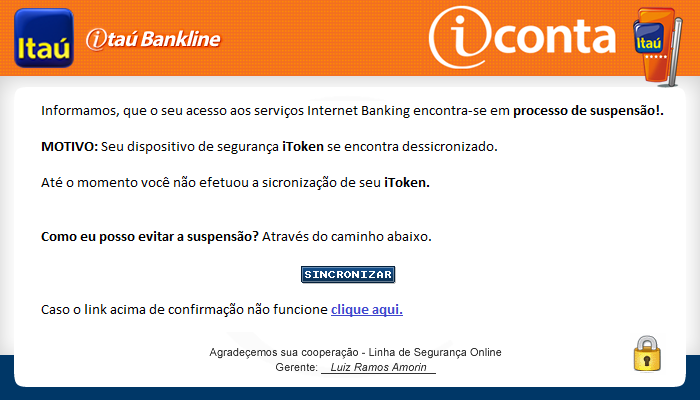 Itaú
itaú Bankline
iconta
Itaú
Informamos, que o seu acesso aos serviços Internet Banking encontra-se em processo de suspensão!.
MOTIVO: Seu dispositivo de segurança iToken se encontra dessicronizado.
Até o momento você não efetuou a sicronização de seu iToken.
Como eu posso evitar a suspensão? Através do caminho abaixo.
SINCRONIZAR
Caso o link acima de confirmação não funcione clique aqui.
Agradeçemos sua cooperação - Linha de Segurança Online
Gerente: Luiz Ramos Amorin